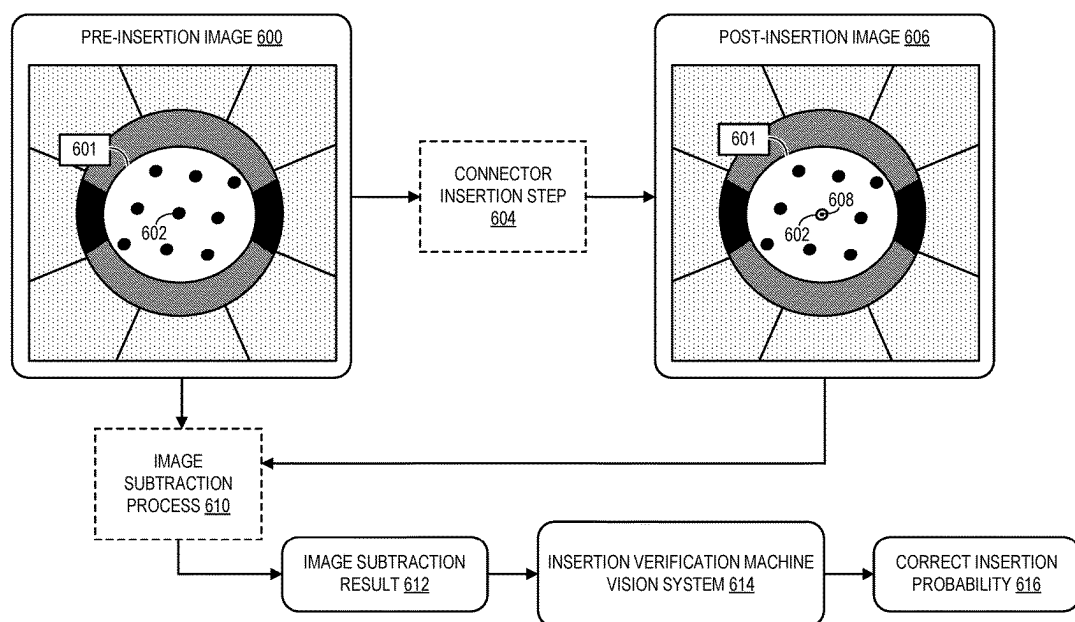 PRE-INSERTION IMAGE 600
601
602
CONNECTOR
INSERTION STEP
604
POST-INSERTION IMAGE 606
601
608
602
IMAGE
SUBTRACTION
PROCESS 610
IMAGE SUBTRACTION
RESULT 612
INSERTION VERIFICATION MACHINE
VISION SYSTEM 614
CORRECT INSERTION
PROBABILITY 616